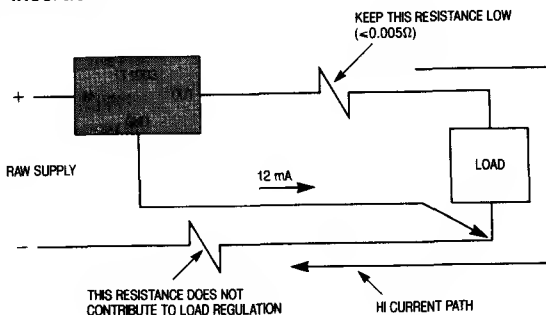 KEEP THIS RESISTANCE LOW
(≤0.005Ω)
+
OUT
RAW SUPPLY
12 mA
LOAD
−
THIS RESISTANCE DOES NOT
CONTRIBUTE TO LOAD REGULATION
HI CURRENT PATH